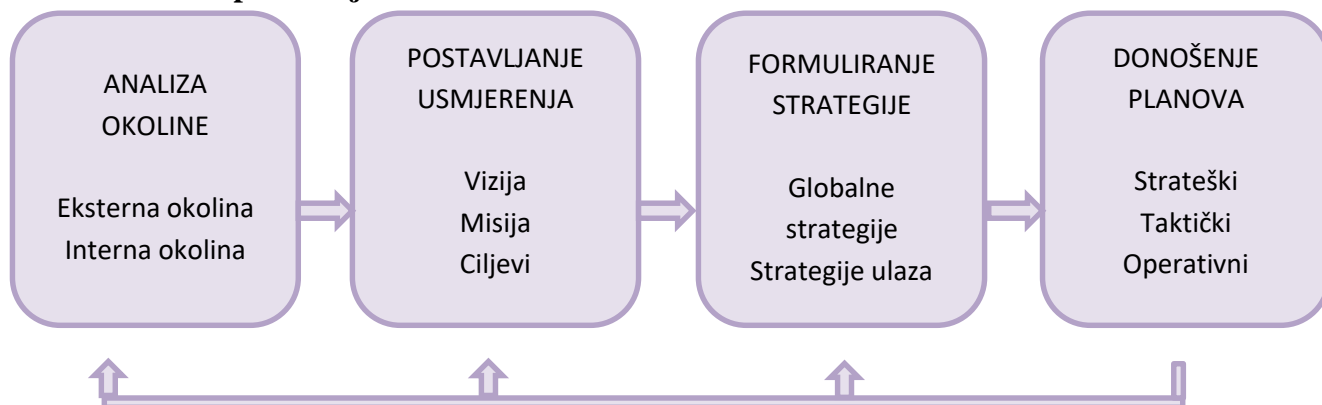 ANALIZA
OKOLINE
Eksterna okolina
Interna okolina
POSTAVLJANJE
USMJERENJA
Vizija
Misija
Ciljevi
FORMULIRANJE
STRATEGIJE
Globalne
strategije
Strategije ulaza
DONOŠENJE
PLANOVA
Strateški
Taktički
Operativni